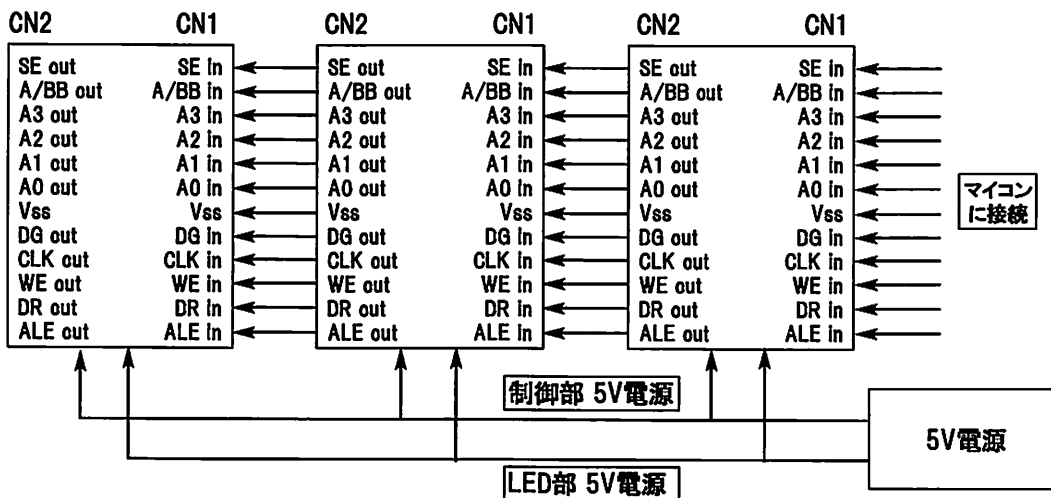 CN2 CN1 CN2 CN1 CN2 CN1
SE out SE in SE out SE in SE out SE in
A/BB out A/BB in A/BB out A/BB in A/BB out A/BB in
A3 out A3 in A3 out A3 in A3 out A3 in
A2 out A2 in A2 out A2 in A2 out A2 in
A1 out A1 in A1 out A1 in A1 out A1 in
A0 out A0 in A0 out A0 in A0 out A0 in
Vss Vss Vss Vss Vss Vss
DG out DG in DG out DG in DG out DG in
CLK out CLK in CLK out CLK in CLK out CLK in
WE out WE in WE out WE in WE out WE in
DR out DR in DR out DR in DR out DR in
ALE out ALE in ALE out ALE in ALE out ALE in
マイコン
に接続
制御部 5V電源
5V電源
LED部 5V電源